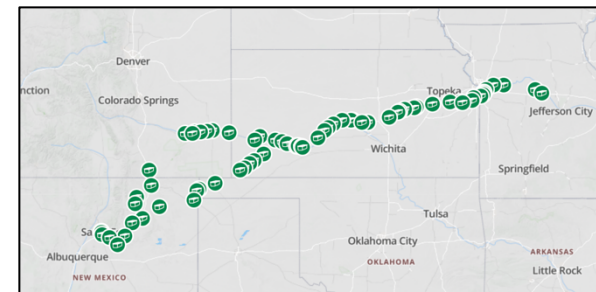 Denver
nction
Colorado Springs
Topeka
Jefferson City
Wichita
Springfield
Tulsa
Sa
Oklahoma City
Albuquerque
ARKANSAS
OKLAHOMA
Little Rock
NEW MEXICO